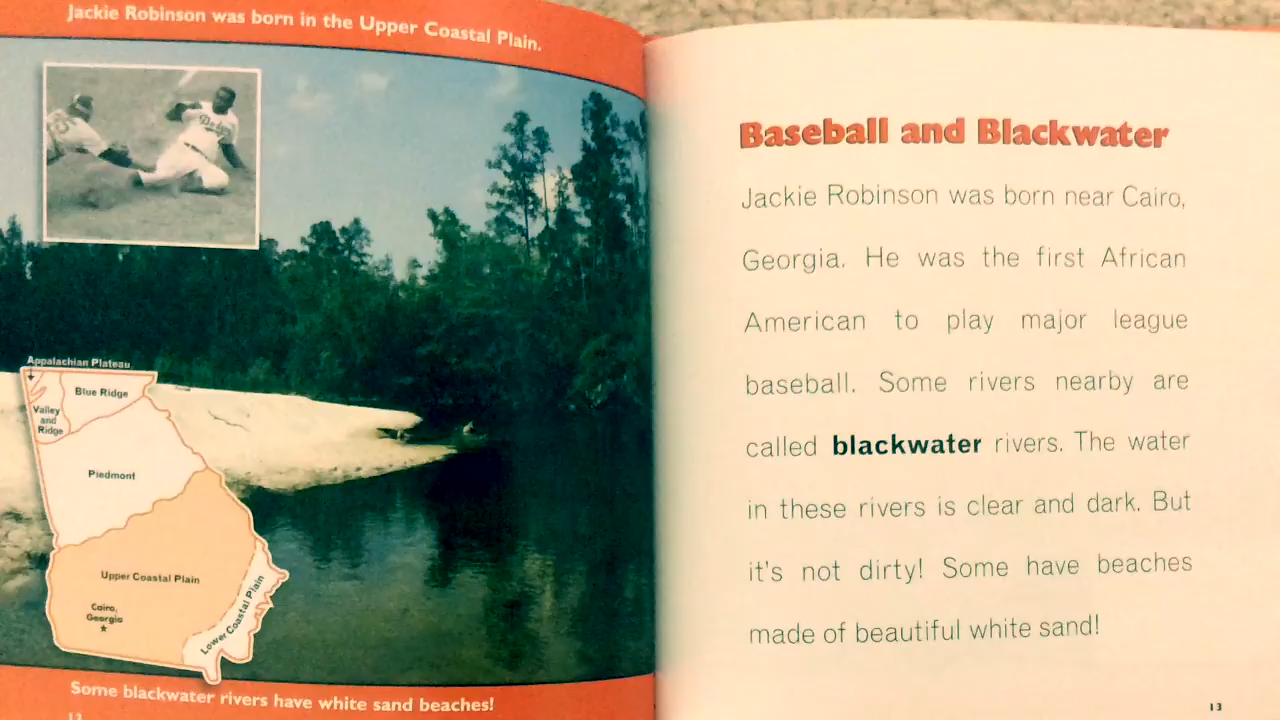 Jackie Robinson was born in the Upper Coastal Plain.
Appalachian Plateau
Blue Ridge
Valley
and
Ridge
Piedmont
Upper Coastal Plain
Cairo,
Georgia
Lower Coastal Plain
Some blackwater rivers have white sand beaches!
Baseball and Blackwater
Jackie Robinson was born near Cairo,
Georgia. He was the first African
American to play major league
baseball. Some rivers nearby are
called blackwater rivers. The water
in these rivers is clear and dark. But
it's not dirty! Some have beaches
made of beautiful white sand!
13